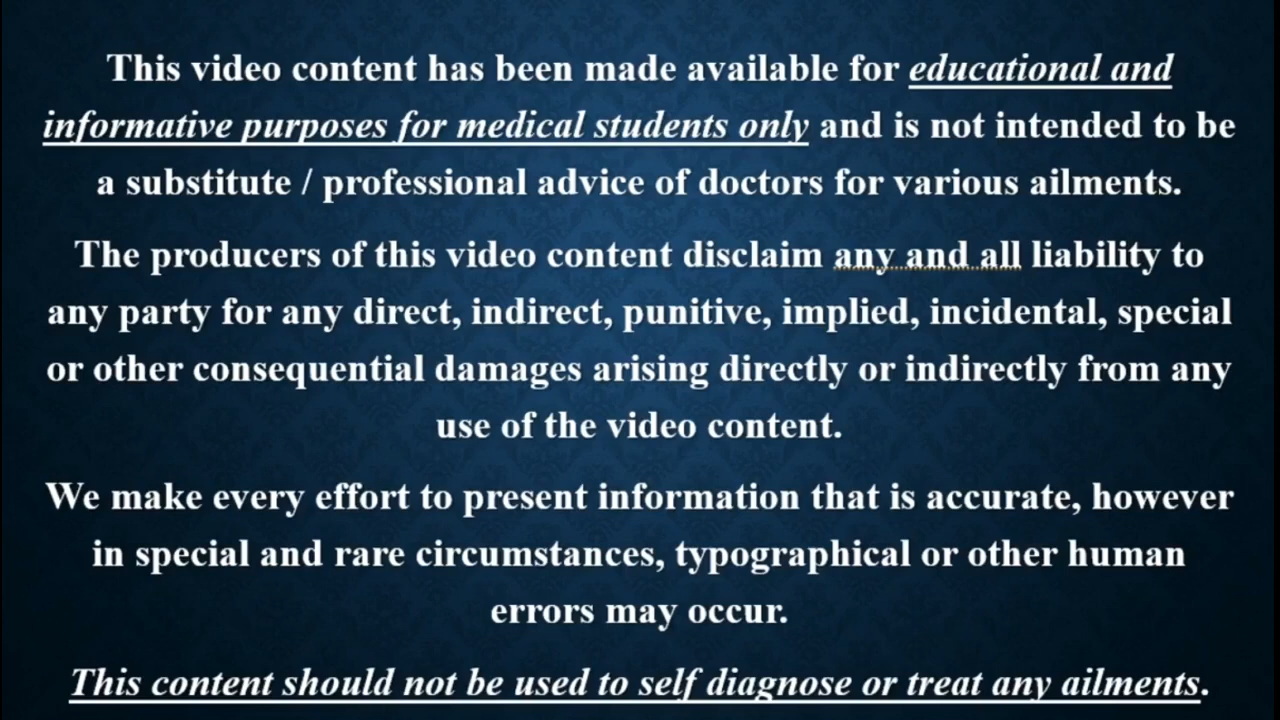 This video content has been made available for educational and
informative purposes for medical students only and is not intended to be
a substitute / professional advice of doctors for various ailments.
The producers of this video content disclaim any and all liability to
any party for any direct, indirect, punitive, implied, incidental, special
or other consequential damages arising directly or indirectly from any
use of the video content.
We make every effort to present information that is accurate, however
in special and rare circumstances, typographical or other human
errors may occur.
This content should not be used to self diagnose or treat any ailments.